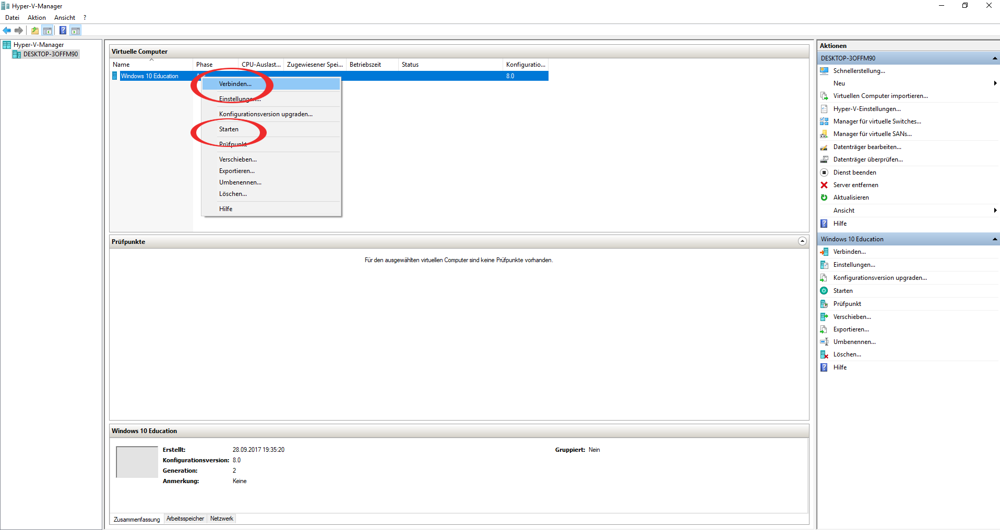 Hyper-V-Manager
Datei Aktion Ansicht ?
Hyper-V-Manager
DESKTOP-3OFFM90
Virtuelle Computer
Name Phase CPU-Auslast... Zugewiesener Spei... Betriebszeit Status Konfiguratio...
Windows 10 Education 8.0
Verbinden...
Einstellungen...
Konfigurationsversion upgraden...
Starten
Prüfpunkt
Verschieben...
Exportieren...
Umbenennen...
Löschen...
Hilfe
Prüfpunkte
Für den ausgewählten virtuellen Computer sind keine Prüfpunkte vorhanden.
Windows 10 Education
Erstellt: 28.09.2017 19:35:20 Gruppiert: Nein
Konfigurationsversion: 8.0
Generation: 2
Anmerkung: Keine
Zusammenfassung Arbeitsspeicher Netzwerk
Aktionen
DESKTOP-3OFFM90
Schnellerstellung...
Neu
Virtuellen Computer importieren...
Hyper-V-Einstellungen...
Manager für virtuelle Switches...
Manager für virtuelle SANs...
Datenträger bearbeiten...
Datenträger überprüfen...
Dienst beenden
Server entfernen
Aktualisieren
Ansicht
Hilfe
Windows 10 Education
Verbinden...
Einstellungen...
Konfigurationsversion upgraden...
Starten
Prüfpunkt
Verschieben...
Exportieren...
Umbenennen...
Löschen...
Hilfe